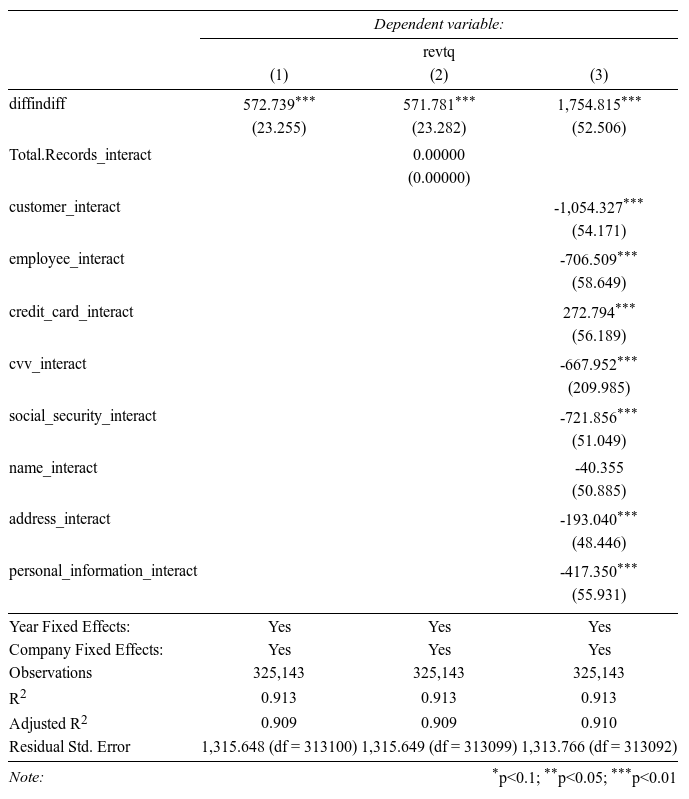 Dependent variable:
revtq
(1) (2) (3)
diffindiff 572.739*** 571.781*** 1,754.815***
(23.255) (23.282) (52.506)
Total.Records_interact 0.00000
(0.00000)
customer_interact -1,054.327***
(54.171)
employee_interact -706.509***
(58.649)
credit_card_interact 272.794***
(56.189)
cvv_interact -667.952***
(209.985)
social_security_interact -721.856***
(51.049)
name_interact -40.355
(50.885)
address_interact -193.040***
(48.446)
personal_information_interact -417.350***
(55.931)
Year Fixed Effects: Yes Yes Yes
Company Fixed Effects: Yes Yes Yes
Observations 325,143 325,143 325,143
R2 0.913 0.913 0.913
Adjusted R2 0.909 0.909 0.910
Residual Std. Error 1,315.648 (df = 313100) 1,315.649 (df = 313099) 1,313.766 (df = 313092)
Note: *p<0.1; **p<0.05; ***p<0.01